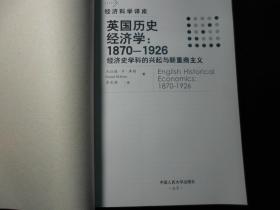 经济科学译库
英国历史
经济学:
1870—1926
经济史学科的兴起与新重商主义
English Historical
Economics:
1870-1926
著
译
中国人民大学出版社